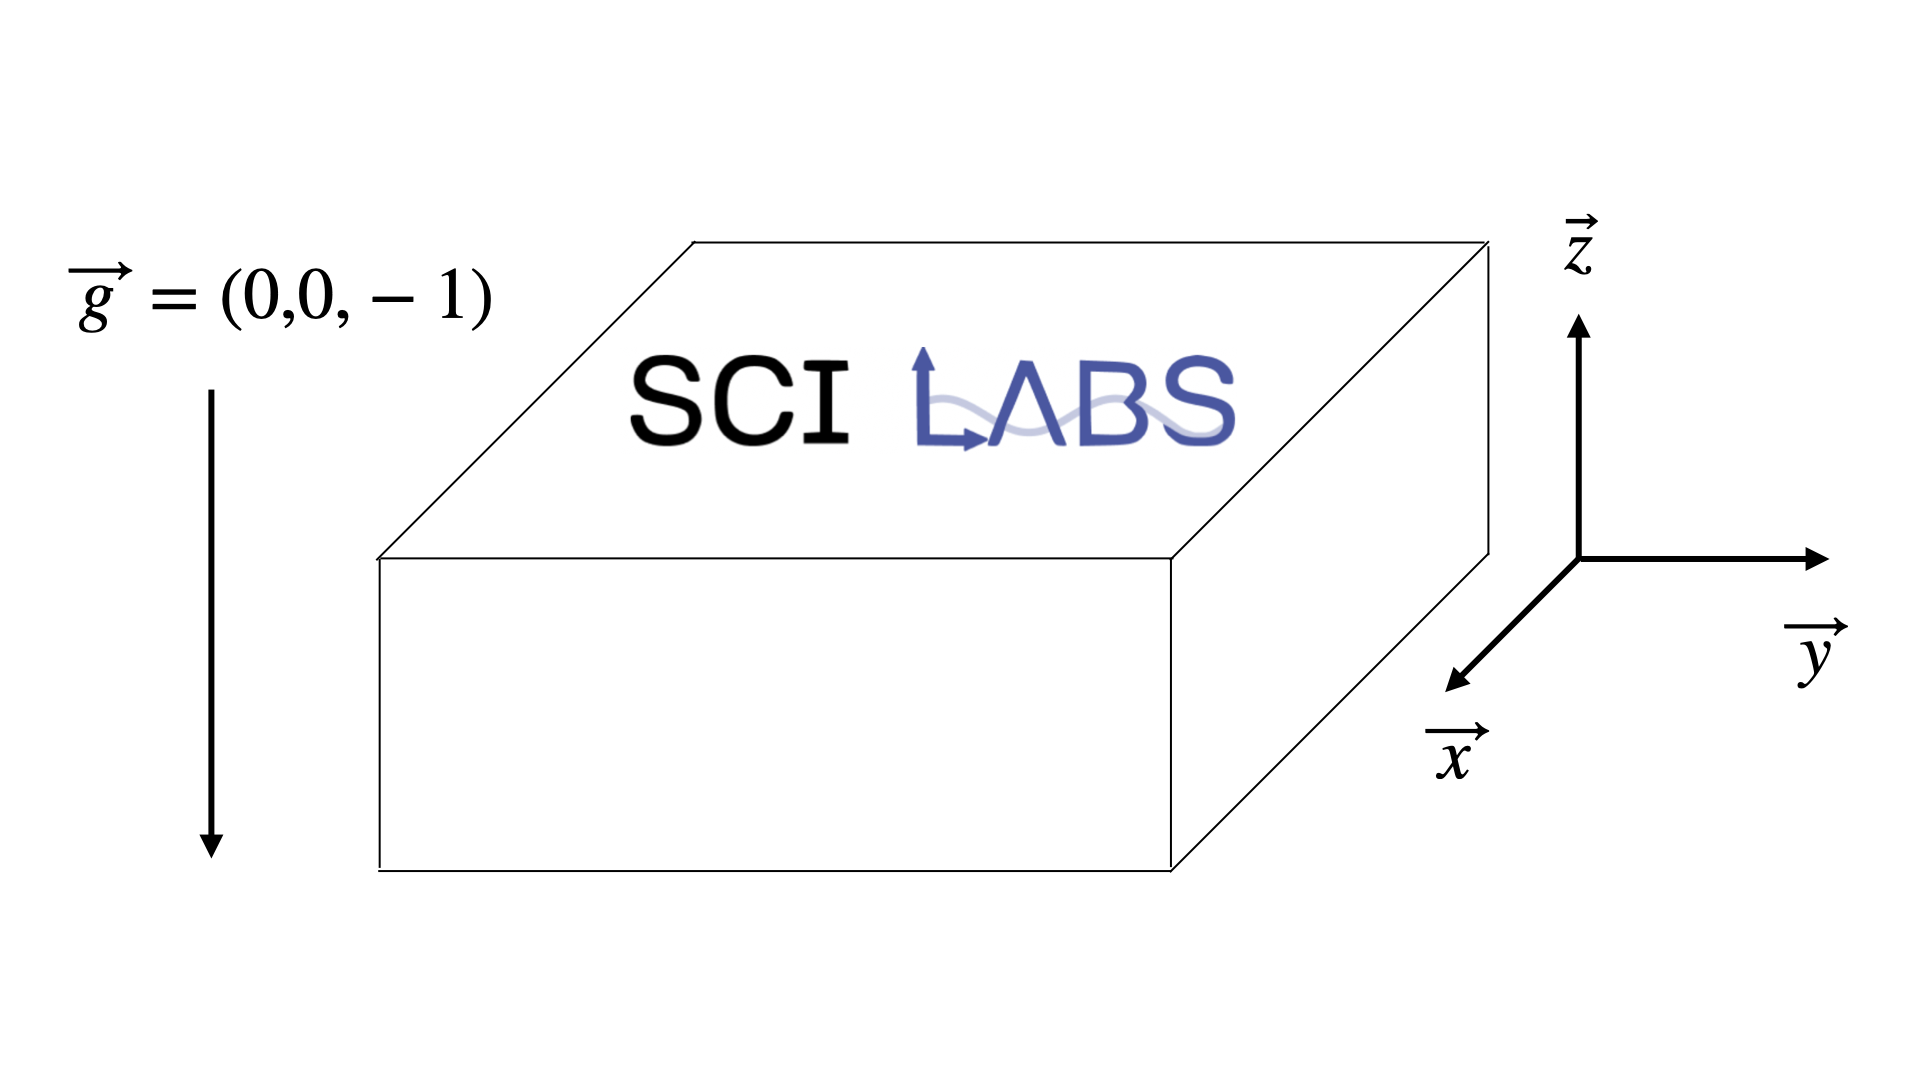 z⃗
g⃗ = (0,0, − 1)
SCI LABS
y⃗
x⃗